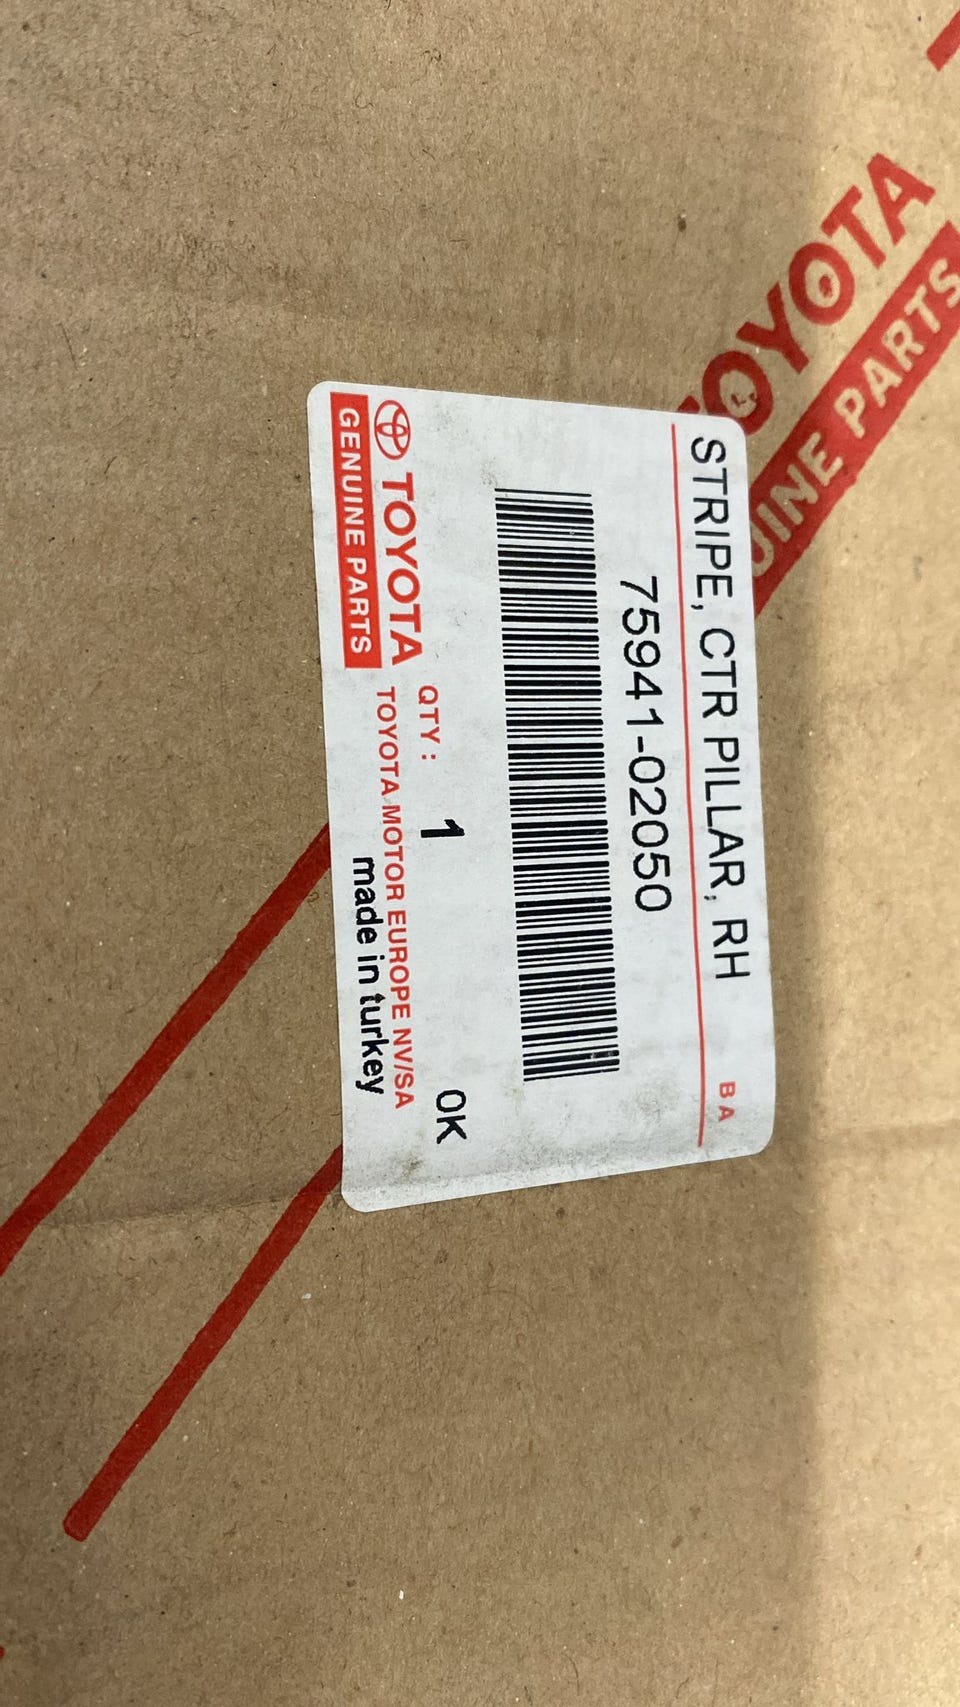 STRIPE, CTR PILLAR, RH
BA
75941-02050
QTY : 1
OK
TOYOTA
GENUINE PARTS
TOYOTA MOTOR EUROPE NV/SA
made in turkey
TOYOTA
UINE PARTS